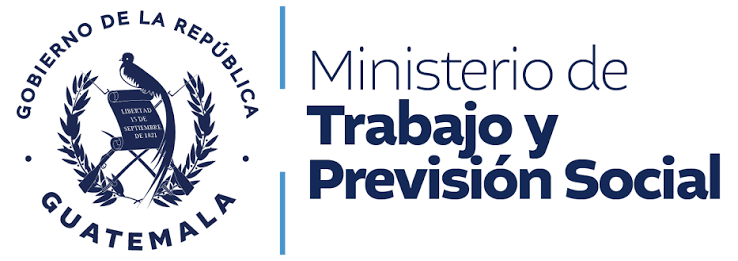 GOBIERNO DE LA REPÚBLICA
LIBERTAD
15 DE
SEPTIEMBRE
DE 1821
GUATEMALA
Ministerio de
Trabajo y
Previsión Social